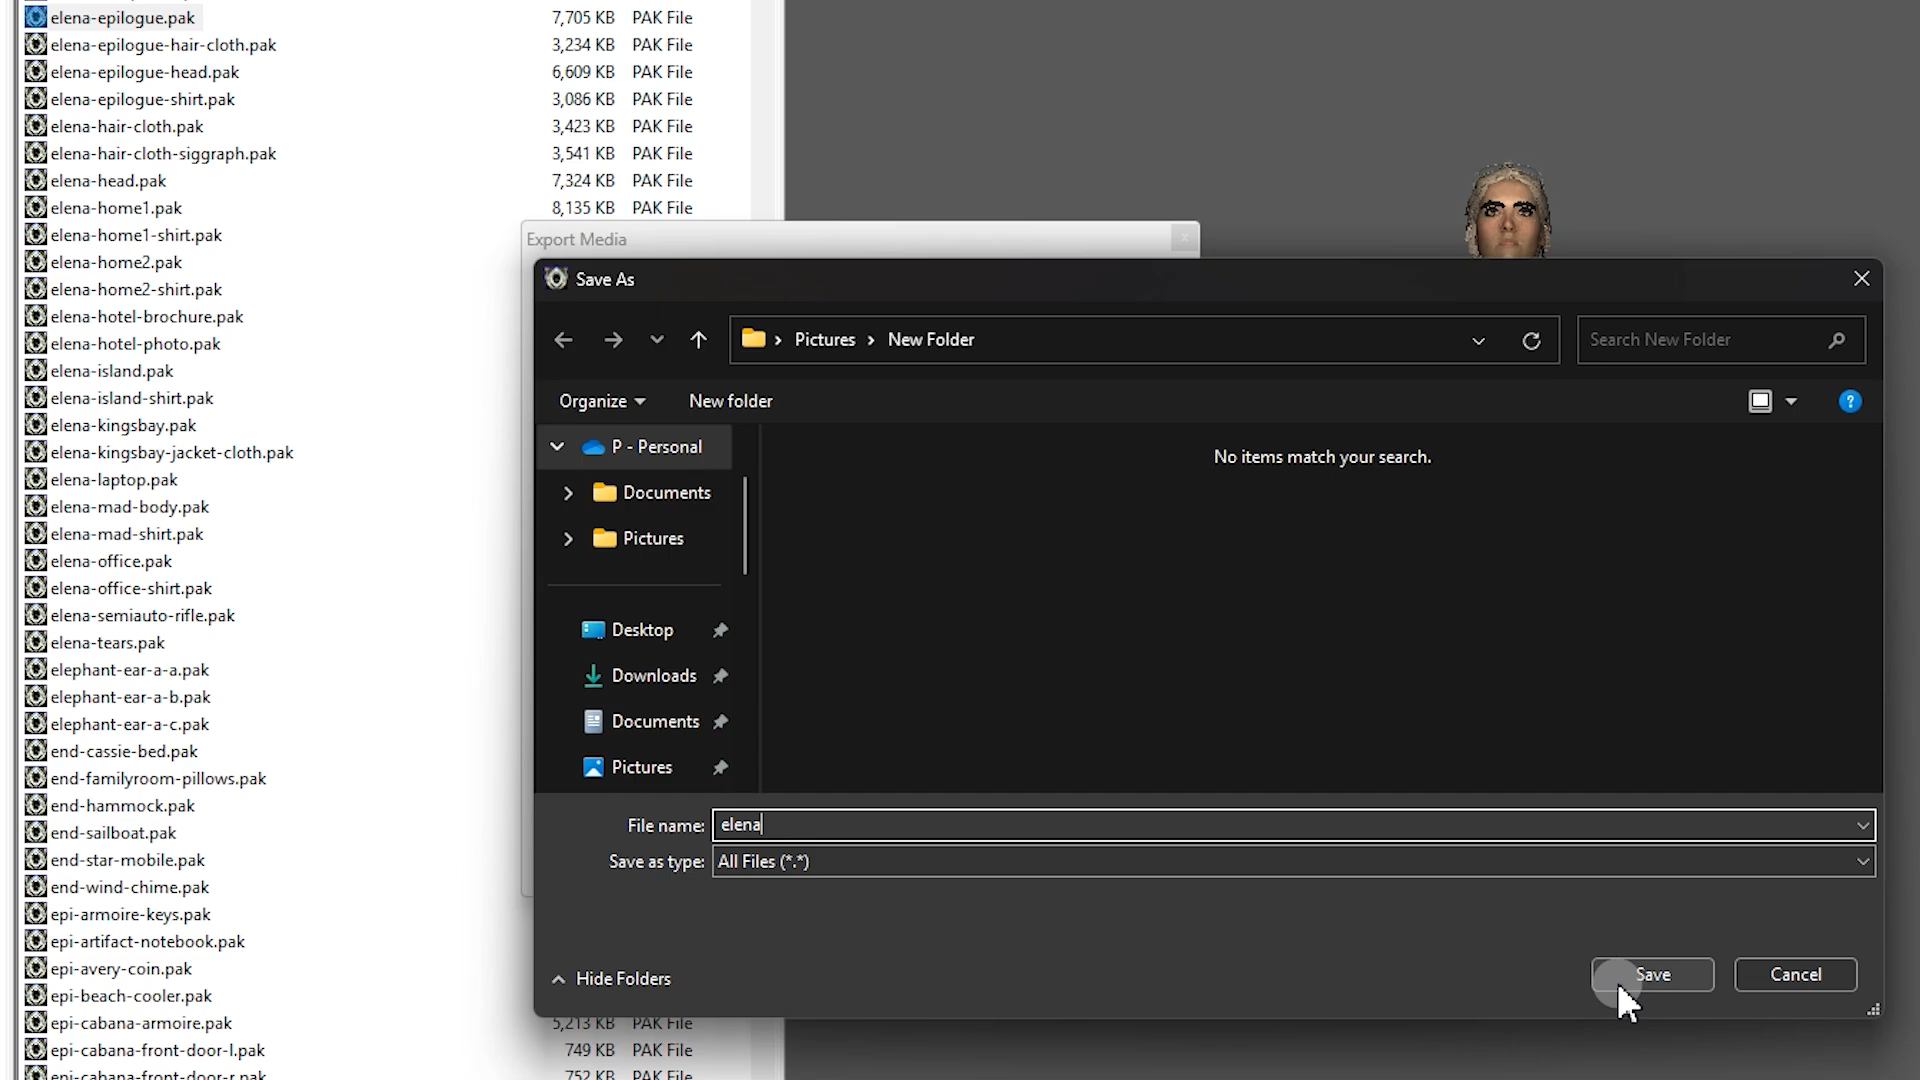 elena-epilogue.pak 7,705 KB PAK File
elena-epilogue-hair-cloth.pak 3,234 KB PAK File
elena-epilogue-head.pak 6,609 KB PAK File
elena-epilogue-shirt.pak 3,086 KB PAK File
elena-hair-cloth.pak 3,423 KB PAK File
elena-hair-cloth-siggraph.pak 3,541 KB PAK File
elena-head.pak 7,324 KB PAK File
elena-home1.pak 8,135 KB PAK File
elena-home1-shirt.pak
elena-home2.pak
elena-home2-shirt.pak
elena-hotel-brochure.pak
elena-hotel-photo.pak
elena-island.pak
elena-island-shirt.pak
elena-kingsbay.pak
elena-kingsbay-jacket-cloth.pak
elena-laptop.pak
elena-mad-body.pak
elena-mad-shirt.pak
elena-office.pak
elena-office-shirt.pak
elena-semiauto-rifle.pak
elena-tears.pak
elephant-ear-a-a.pak
elephant-ear-a-b.pak
elephant-ear-a-c.pak
end-cassie-bed.pak
end-familyroom-pillows.pak
end-hammock.pak
end-sailboat.pak
end-star-mobile.pak
end-wind-chime.pak
epi-armoire-keys.pak
epi-artifact-notebook.pak
epi-avery-coin.pak
epi-beach-cooler.pak
epi-cabana-armoire.pak 5,213 KB PAK File
epi-cabana-front-door-l.pak 749 KB PAK File
epi-cabana-front-door-r.pak 752 KB PAK File
Export Media
Save As
Pictures New Folder
Search New Folder
Organize New folder
P - Personal
Documents
Pictures
Desktop
Downloads
Documents
Pictures
No items match your search.
File name: elena
Save as type: All Files (*.*)
Hide Folders
Save Cancel